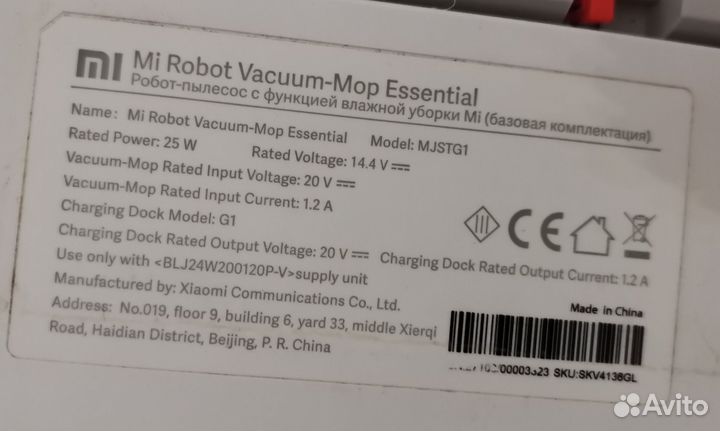 mi Mi Robot Vacuum-Mop Essential
Робот-пылесос с функцией влажной уборки Mi (базовая комплектация)
Name: Mi Robot Vacuum-Mop Essential Model: MJSTG1
Rated Power: 25 W Rated Voltage: 14.4 V
Vacuum-Mop Rated Input Voltage: 20 V
Vacuum-Mop Rated Input Current: 1.2 A
Charging Dock Model: G1
Charging Dock Rated Output Voltage: 20 V Charging Dock Rated Output Current: 1.2 A
Use only with <BLJ24W200120P-V>supply unit
Manufactured by: Xiaomi Communications Co., Ltd.
Address: No.019, floor 9, building 6, yard 33, middle Xierqi
Road, Haidian District, Beijing, P. R. China
CE
Made in China
SKU:SKV4136GL
Avito